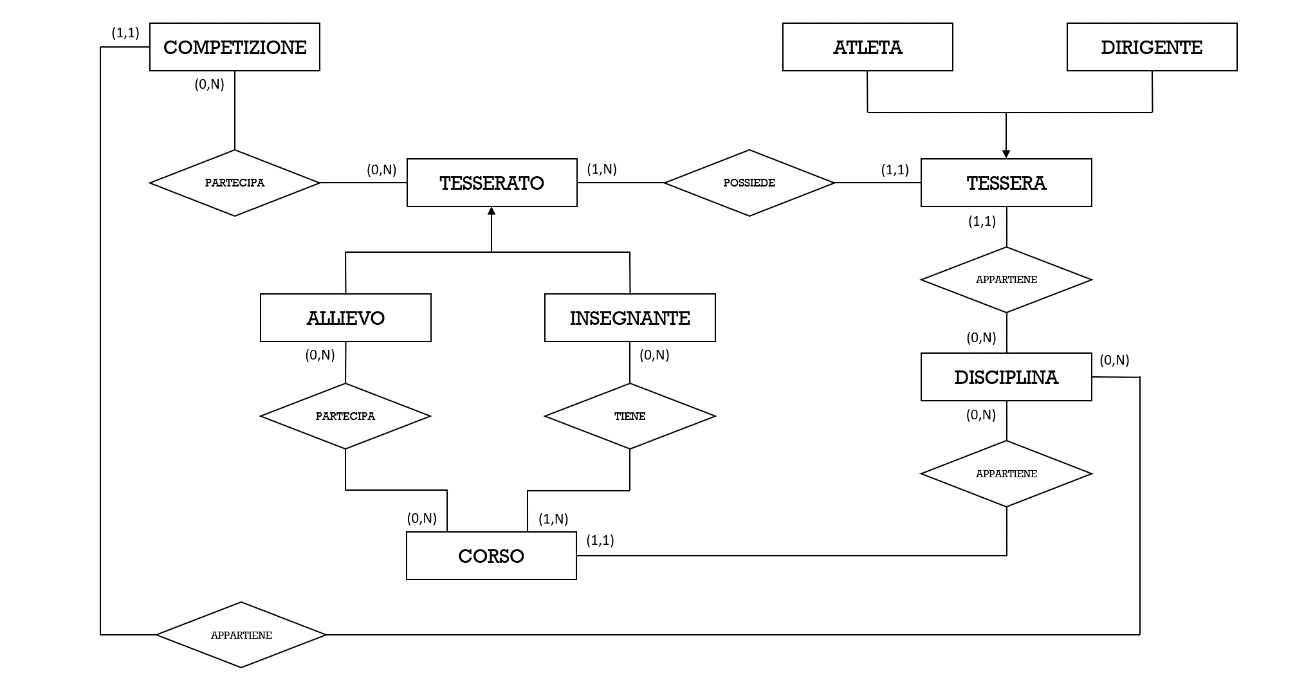 (1,1)
COMPETIZIONE
ATLETA
DIRIGENTE
(0,N)
PARTECIPA
(0,N)
TESSERATO
(1,N)
POSSIEDE
(1,1)
TESSERA
(1,1)
APPARTIENE
ALLIEVO
INSEGNANTE
(0,N)
(0,N)
(0,N)
(0,N)
DISCIPLINA
PARTECIPA
TIENE
(0,N)
APPARTIENE
(0,N)
(1,N)
CORSO
(1,1)
APPARTIENE